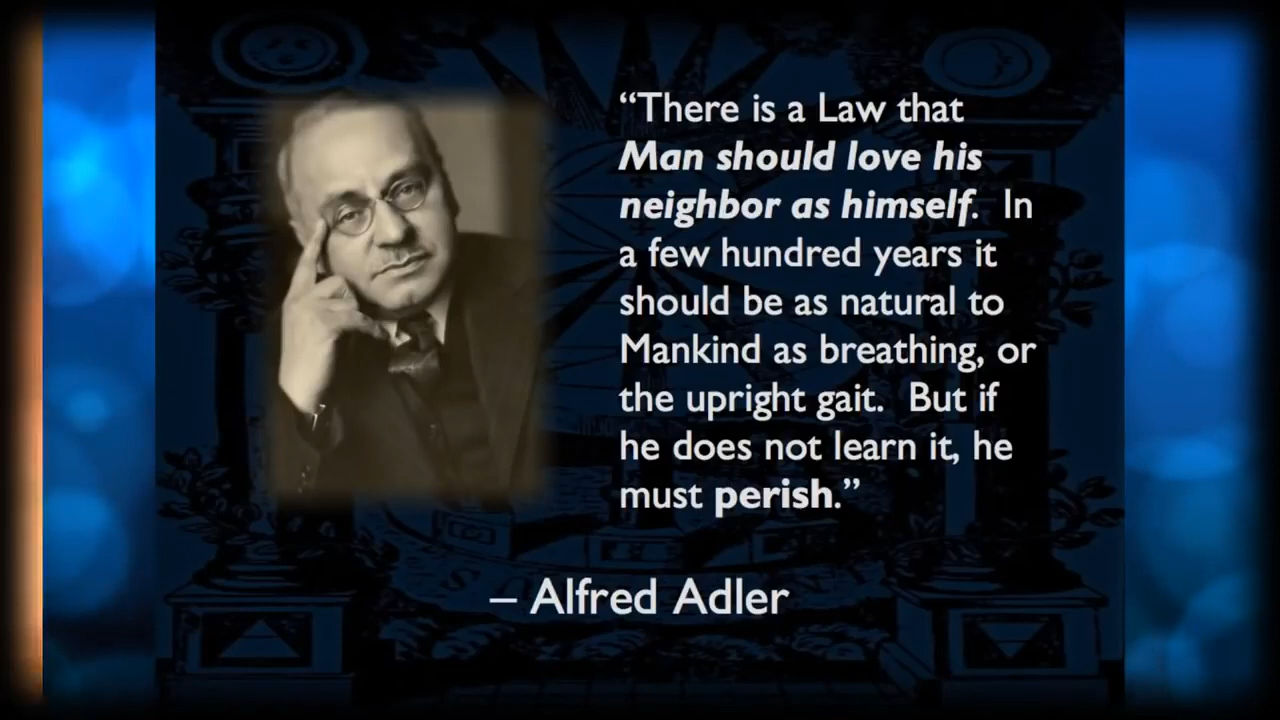 “There is a Law that
Man should love his
neighbor as himself.  In
a few hundred years it
should be as natural to
Mankind as breathing, or
the upright gait.  But if
he does not learn it, he
must perish.”
– Alfred Adler